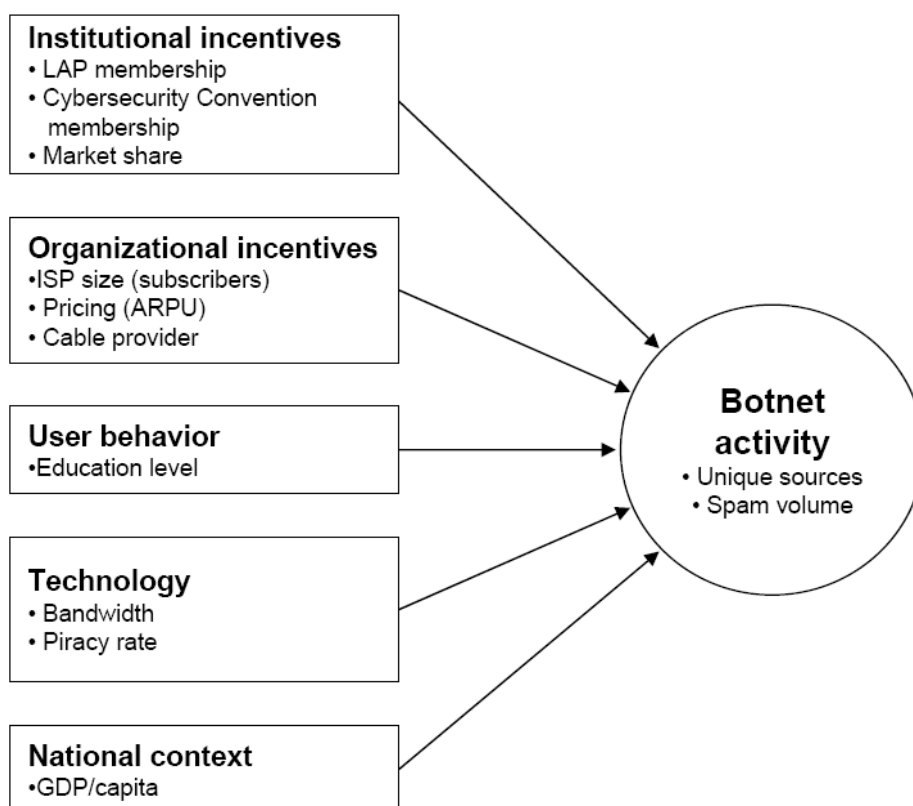 Institutional incentives
• LAP membership
• Cybersecurity Convention
membership
• Market share
Organizational incentives
•ISP size (subscribers)
• Pricing (ARPU)
• Cable provider
User behavior
•Education level
Technology
• Bandwidth
• Piracy rate
National context
•GDP/capita
Botnet
activity
• Unique sources
• Spam volume